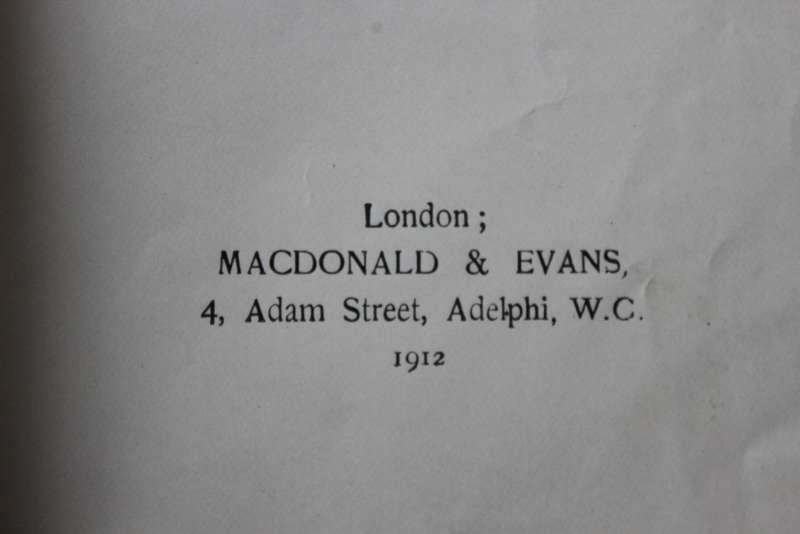 London ;
MACDONALD & EVANS,
4, Adam Street, Adelphi, W.C.
1912